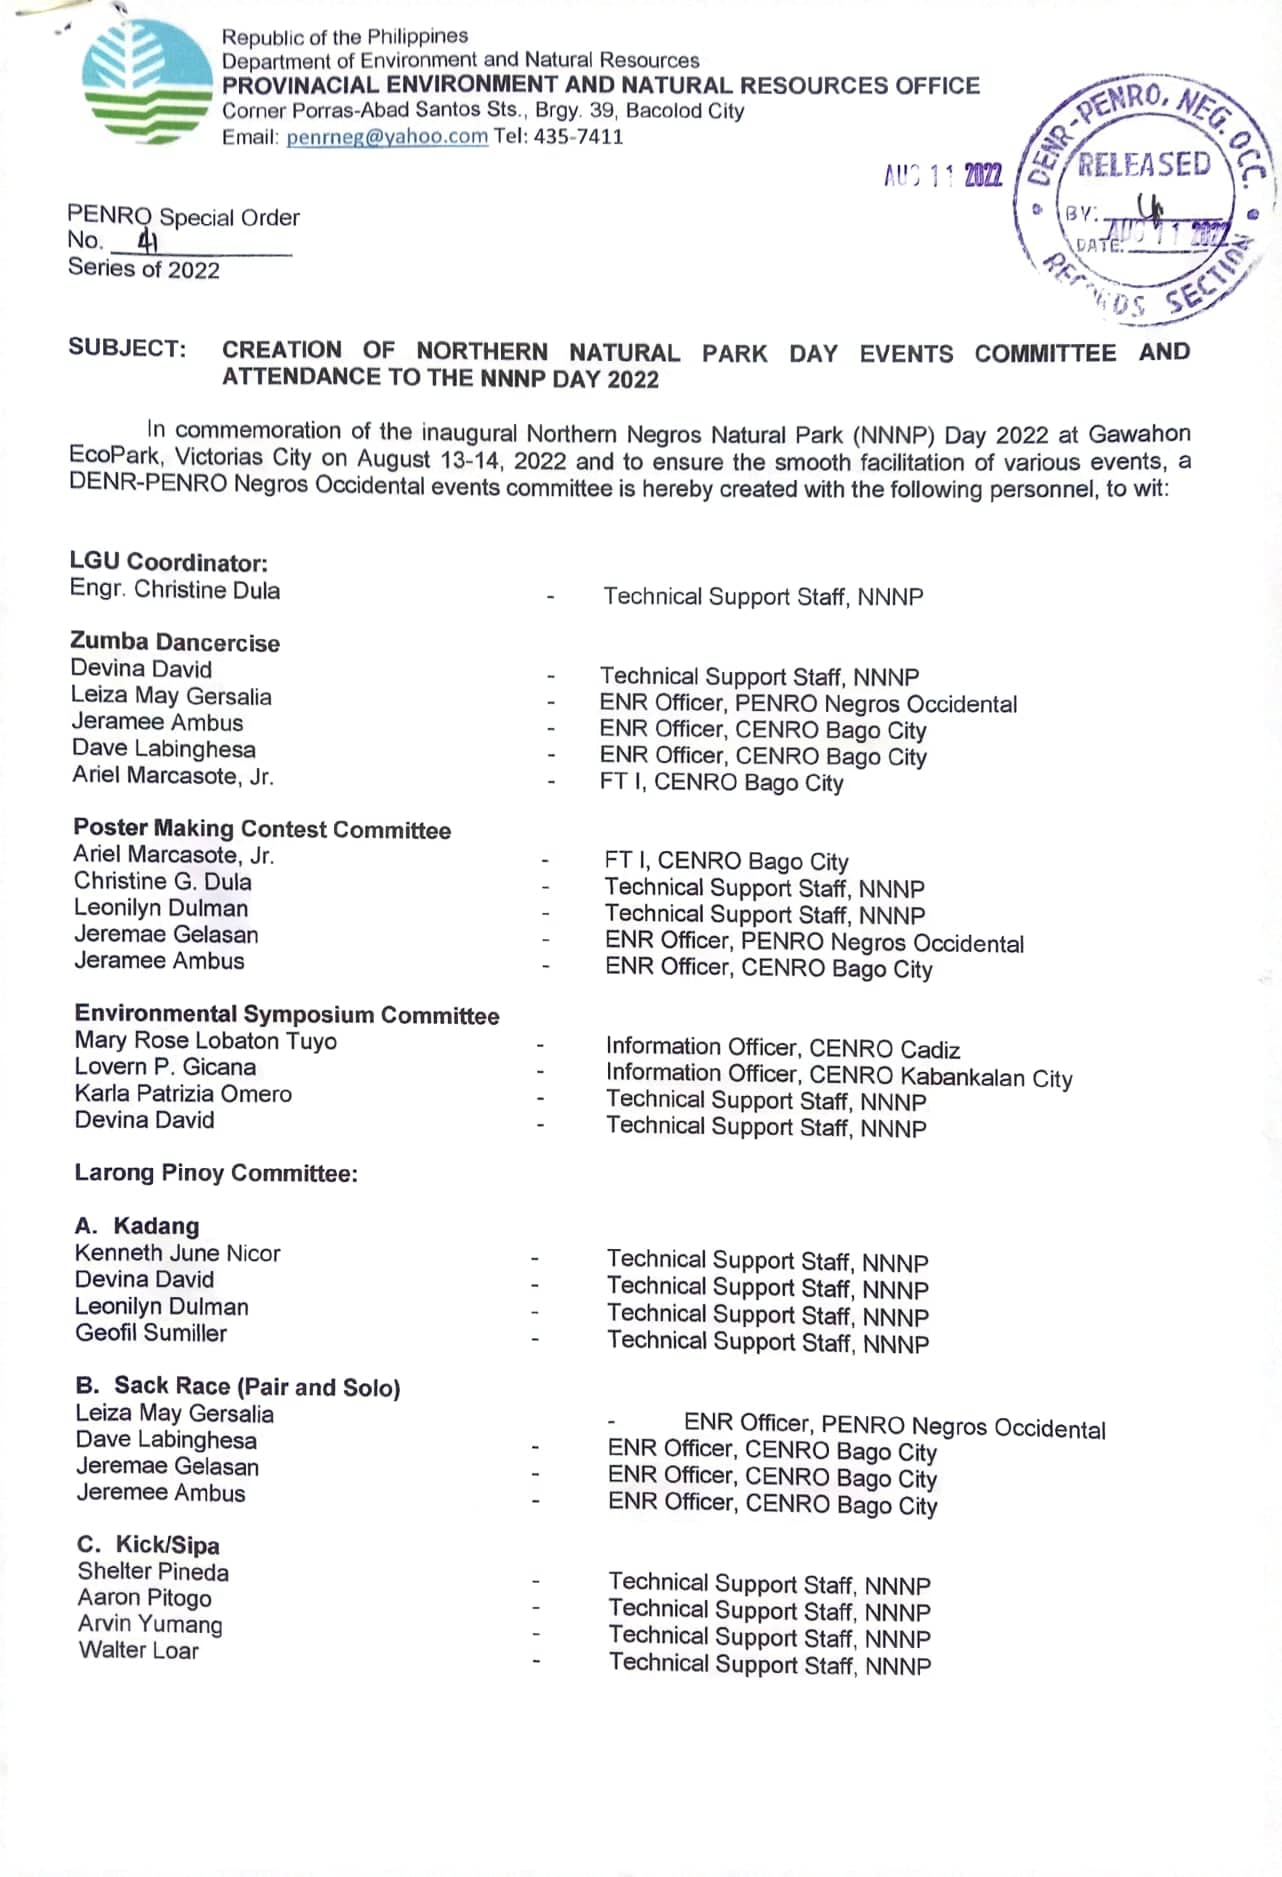 Republic of the Philippines
Department of Environment and Natural Resources
PROVINACIAL ENVIRONMENT AND NATURAL RESOURCES OFFICE
Corner Porras-Abad Santos Sts., Brgy. 39, Bacolod City
Email: penrneg@yahoo.com Tel: 435-7411
AUG 11 2022
DENR-PENRO, NEG. OCC.
RELEASED
BY:
DATE: AUG 11 2022
RECORDS SECTION
PENRO Special Order
No. 41
Series of 2022
SUBJECT: CREATION OF NORTHERN NATURAL PARK DAY EVENTS COMMITTEE AND
ATTENDANCE TO THE NNNP DAY 2022
In commemoration of the inaugural Northern Negros Natural Park (NNNP) Day 2022 at Gawahon
EcoPark, Victorias City on August 13-14, 2022 and to ensure the smooth facilitation of various events, a
DENR-PENRO Negros Occidental events committee is hereby created with the following personnel, to wit:
LGU Coordinator:
Engr. Christine Dula - Technical Support Staff, NNNP
Zumba Dancercise
Devina David - Technical Support Staff, NNNP
Leiza May Gersalia - ENR Officer, PENRO Negros Occidental
Jeramee Ambus - ENR Officer, CENRO Bago City
Dave Labinghesa - ENR Officer, CENRO Bago City
Ariel Marcasote, Jr. - FT I, CENRO Bago City
Poster Making Contest Committee
Ariel Marcasote, Jr. - FT I, CENRO Bago City
Christine G. Dula - Technical Support Staff, NNNP
Leonilyn Dulman - Technical Support Staff, NNNP
Jeremae Gelasan - ENR Officer, PENRO Negros Occidental
Jeramee Ambus - ENR Officer, CENRO Bago City
Environmental Symposium Committee
Mary Rose Lobaton Tuyo - Information Officer, CENRO Cadiz
Lovern P. Gicana - Information Officer, CENRO Kabankalan City
Karla Patrizia Omero - Technical Support Staff, NNNP
Devina David - Technical Support Staff, NNNP
Larong Pinoy Committee:
A. Kadang
Kenneth June Nicor - Technical Support Staff, NNNP
Devina David - Technical Support Staff, NNNP
Leonilyn Dulman - Technical Support Staff, NNNP
Geofil Sumiller - Technical Support Staff, NNNP
B. Sack Race (Pair and Solo)
Leiza May Gersalia - ENR Officer, PENRO Negros Occidental
Dave Labinghesa - ENR Officer, CENRO Bago City
Jeremae Gelasan - ENR Officer, CENRO Bago City
Jeremee Ambus - ENR Officer, CENRO Bago City
C. Kick/Sipa
Shelter Pineda - Technical Support Staff, NNNP
Aaron Pitogo - Technical Support Staff, NNNP
Arvin Yumang - Technical Support Staff, NNNP
Walter Loar - Technical Support Staff, NNNP